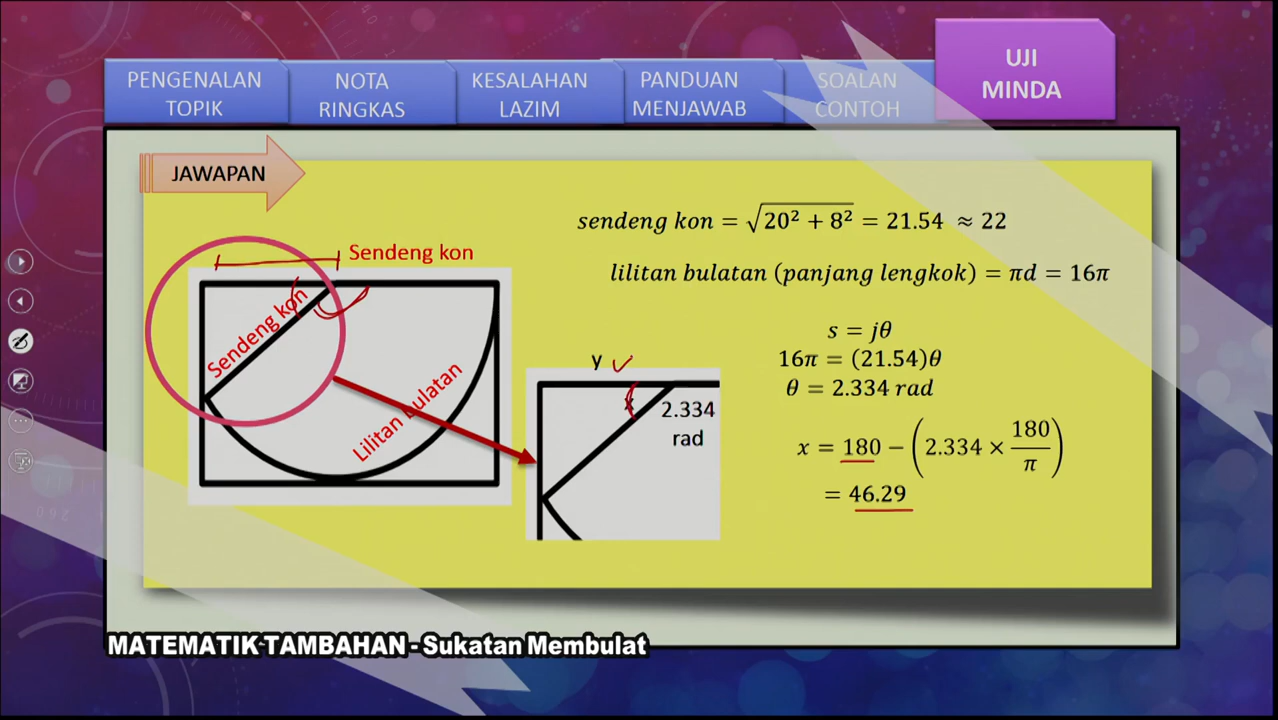 PENGENALAN TOPIK
NOTA RINGKAS
KESALAHAN LAZIM
PANDUAN MENJAWAB
SOALAN CONTOH
UJI MINDA
JAWAPAN
sendeng kon = √(20² + 8²) = 21.54 ≈ 22
lilitan bulatan (panjang lengkok) = πd = 16π
Sendeng kon
Sendeng kon
Lilitan bulatan
y
x
2.334
rad
s = jθ
16π = (21.54)θ
θ = 2.334 rad
x = 180 − (2.334 × 180/π)
= 46.29
MATEMATIK TAMBAHAN - Sukatan Membulat